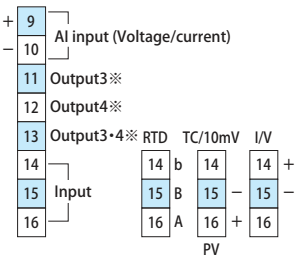 + 9
AI input (Voltage/current)
− 10
11 Output3※
12 Output4※
13 Output3・4※ RTD TC/10mV I/V
14 14 b 14 14 +
15 Input 15 B 15 − 15 −
16 16 A 16 + 16
PV